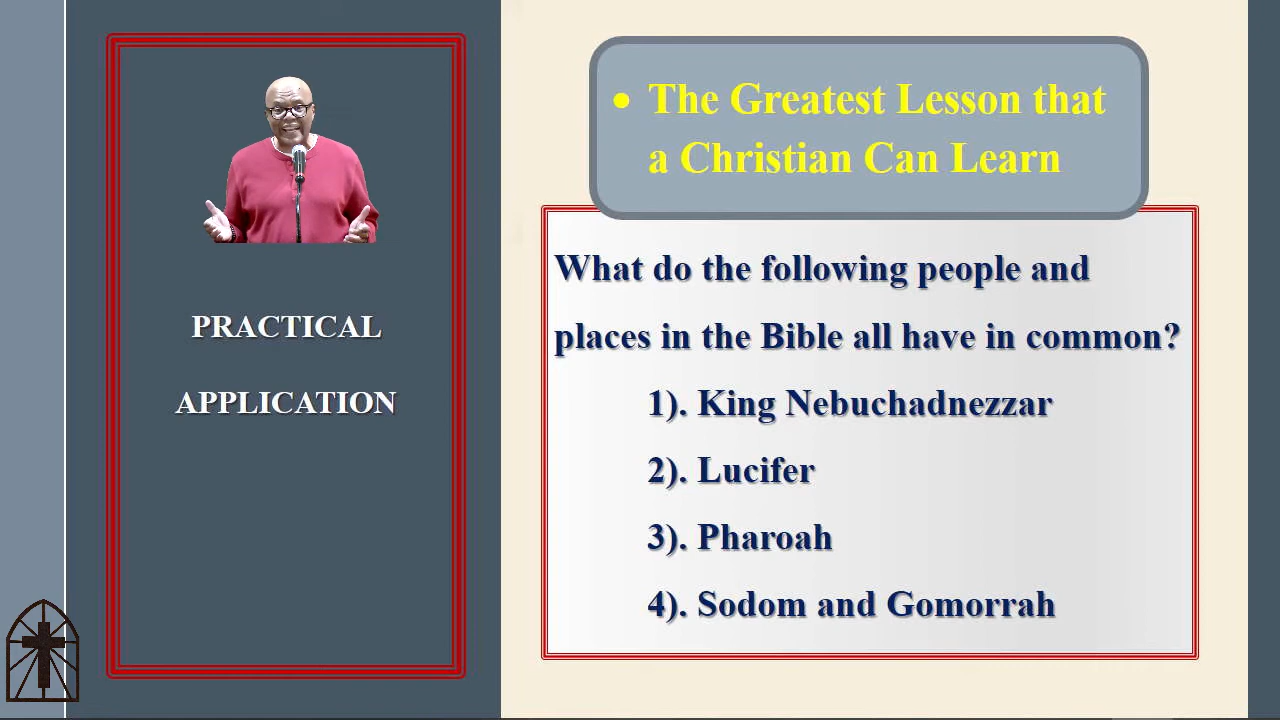 PRACTICAL
APPLICATION
• The Greatest Lesson that
a Christian Can Learn
What do the following people and
places in the Bible all have in common?
1). King Nebuchadnezzar
2). Lucifer
3). Pharoah
4). Sodom and Gomorrah